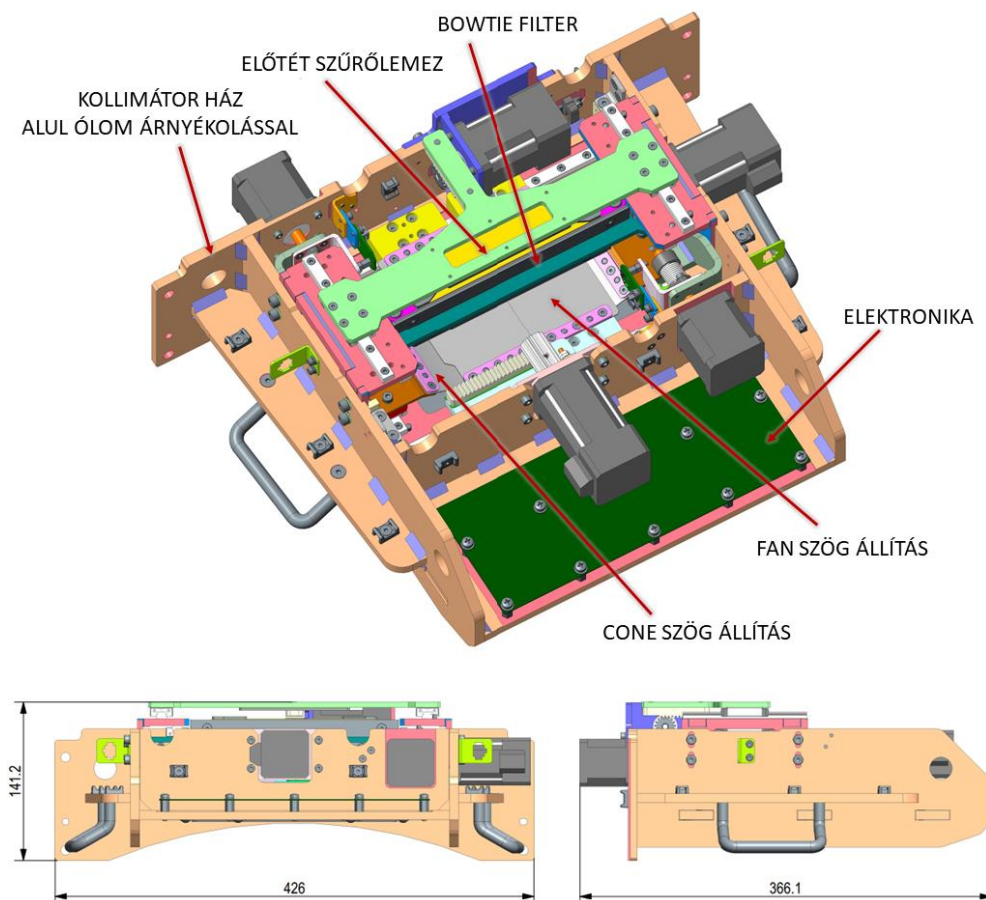 BOWTIE FILTER
ELŐTÉT SZŰRŐLEMEZ
KOLLIMÁTOR HÁZ
ALUL ÓLOM ÁRNYÉKOLÁSSAL
ELEKTRONIKA
FAN SZÖG ÁLLÍTÁS
CONE SZÖG ÁLLÍTÁS
141.2
426
366.1